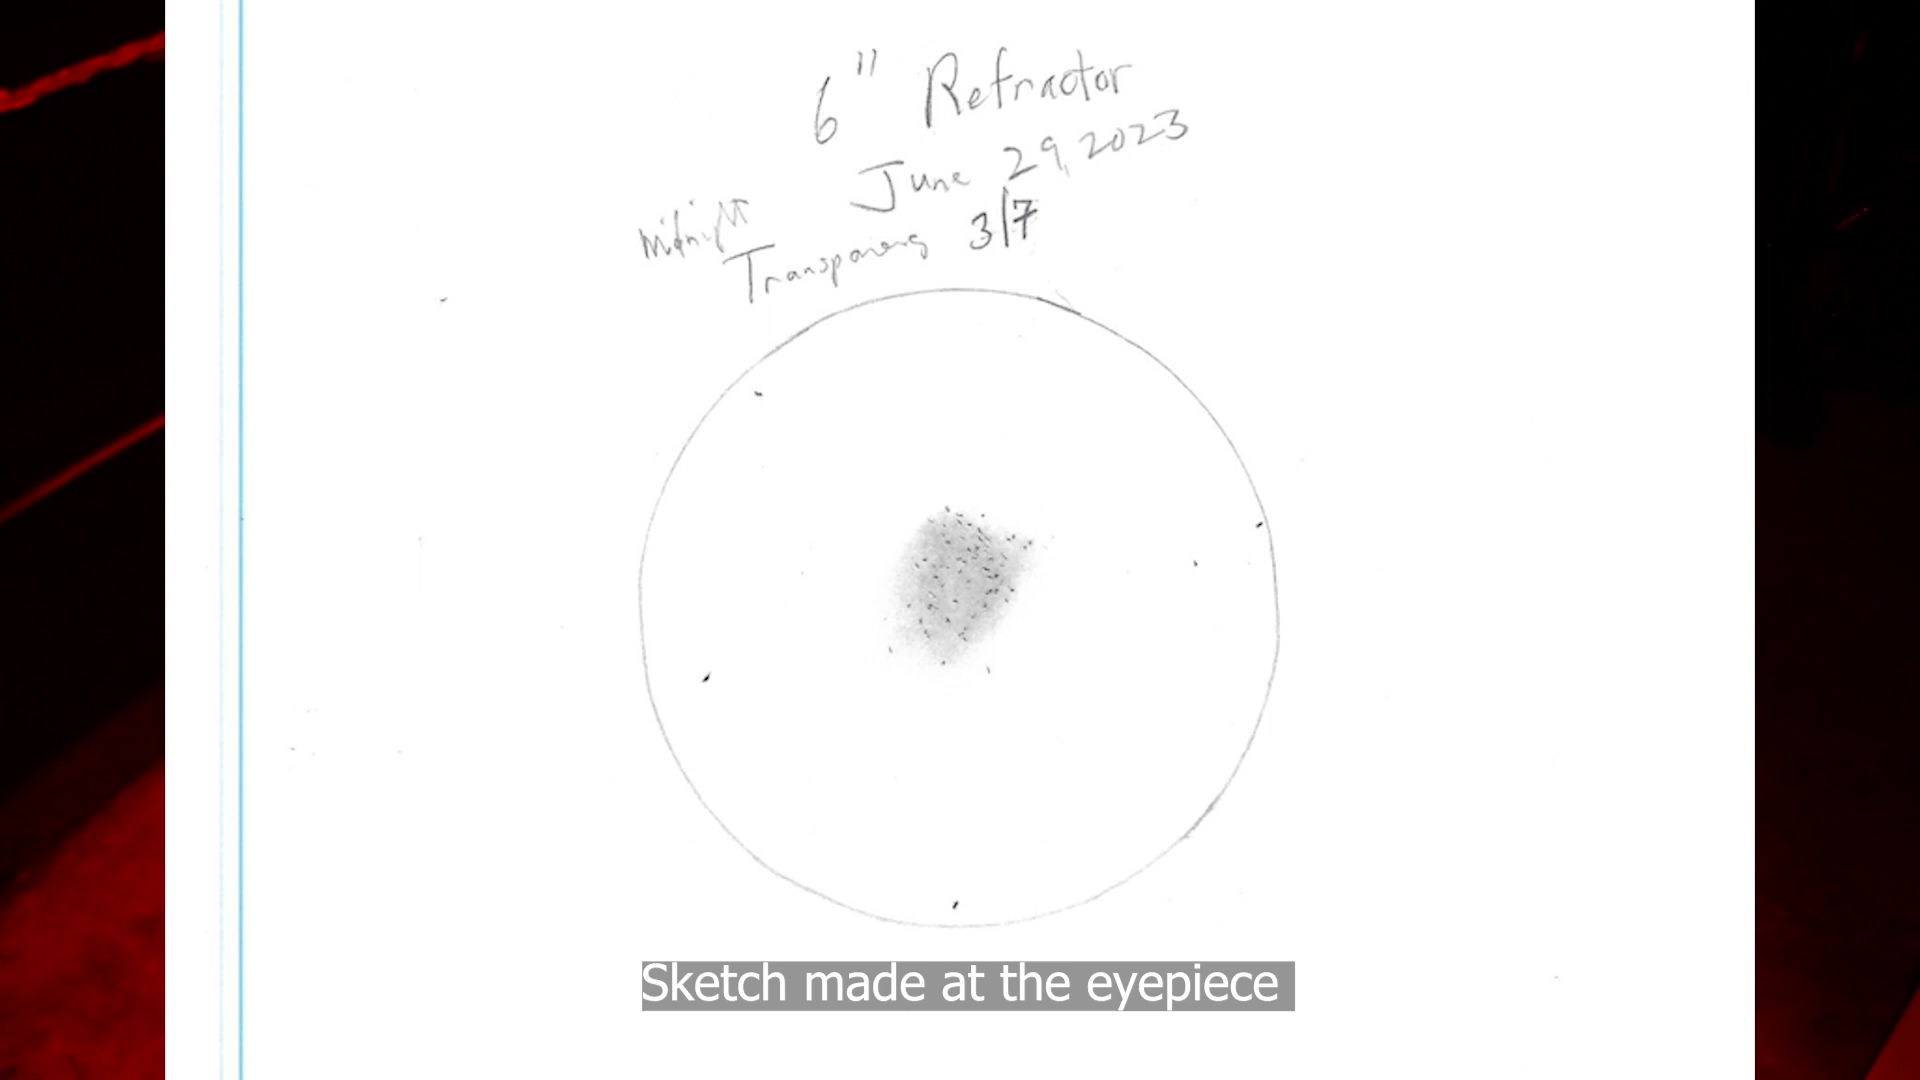 6" Refractor
June 29, 2023
Midnight
Transparency 3/7
Sketch made at the eyepiece